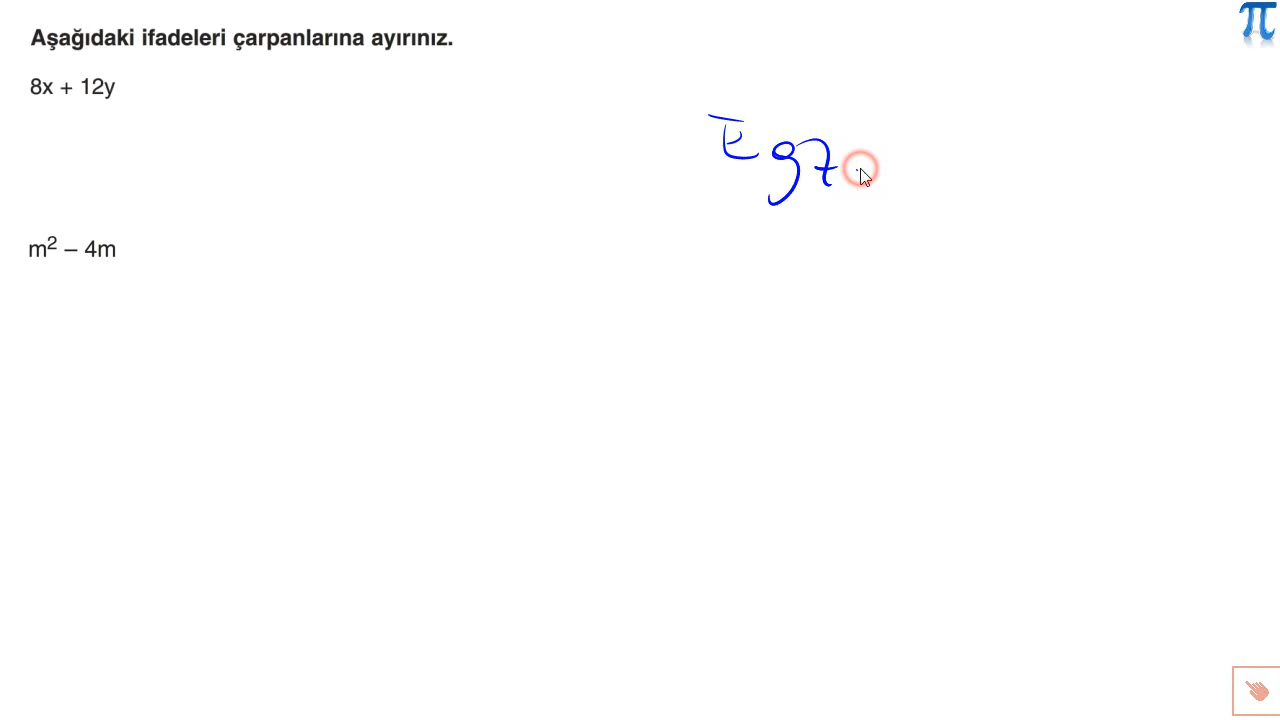 Aşağıdaki ifadeleri çarpanlarına ayırınız.
8x + 12y
m² – 4m
π